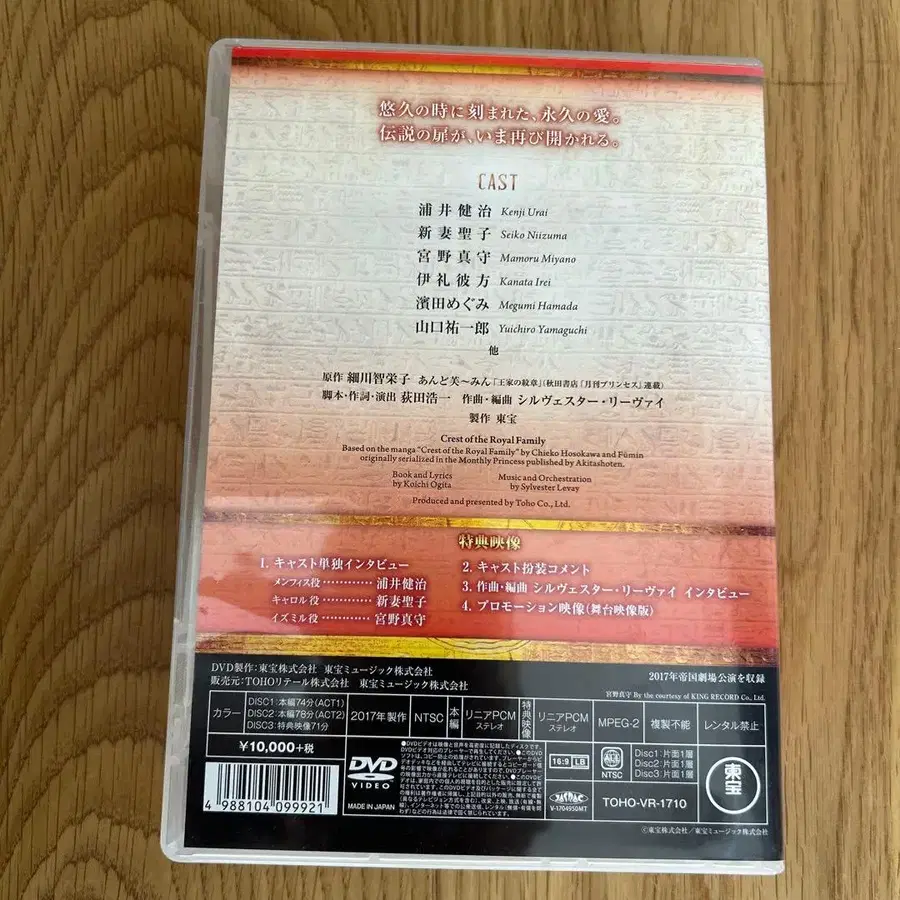 悠久の時に刻まれた、永久の愛。
伝説の扉が、いま再び開かれる。
CAST
浦井健治 Kenji Urai
新妻聖子 Seiko Niizuma
宮野真守 Mamoru Miyano
伊礼彼方 Kanata Irei
濱田めぐみ Megumi Hamada
山口祐一郎 Yuichiro Yamaguchi
他
原作 細川智栄子 あんど芙〜みん「王家の紋章」(秋田書店『月刊プリンセス』連載)
脚本・作詞・演出 荻田浩一 作曲・編曲 シルヴェスター・リーヴァイ
製作 東宝
Crest of the Royal Family
Based on the manga "Crest of the Royal Family" by Chieko Hosokawa and Fūmin
originally serialized in the Monthly Princess published by Akitashoten.
Book and Lyrics
by Koichi Ogita
Music and Orchestration
by Sylvester Levay
Produced and presented by Toho Co., Ltd.
特典映像
1. キャスト単独インタビュー
メンフィス役 ………… 浦井健治
キャロル役 ………… 新妻聖子
イズミル役 ………… 宮野真守
2. キャスト扮装コメント
3. 作曲・編曲 シルヴェスター・リーヴァイ インタビュー
4. プロモーション映像(舞台映像版)
DVD製作:東宝株式会社 東宝ミュージック株式会社
販売元:TOHOリテール株式会社 東宝ミュージック株式会社
2017年帝国劇場公演を収録
宮野真守 By the courtesy of KING RECORD Co., Ltd.
カラー
DISC1:本編74分(ACT1)
DISC2:本編78分(ACT2)
DISC3:特典映像71分
2017年製作
NTSC
本編
リニアPCM
ステレオ
特典映像
リニアPCM
ステレオ
MPEG-2
複製不能
レンタル禁止
¥10,000+税
4 988104 099921
DVD
VIDEO
MADE IN JAPAN
16:9 LB
ALL
NTSC
Disc1:片面1層
Disc2:片面1層
Disc3:片面1層
V-1704950MT
TOHO-VR-1710
東宝
©東宝株式会社/東宝ミュージック株式会社